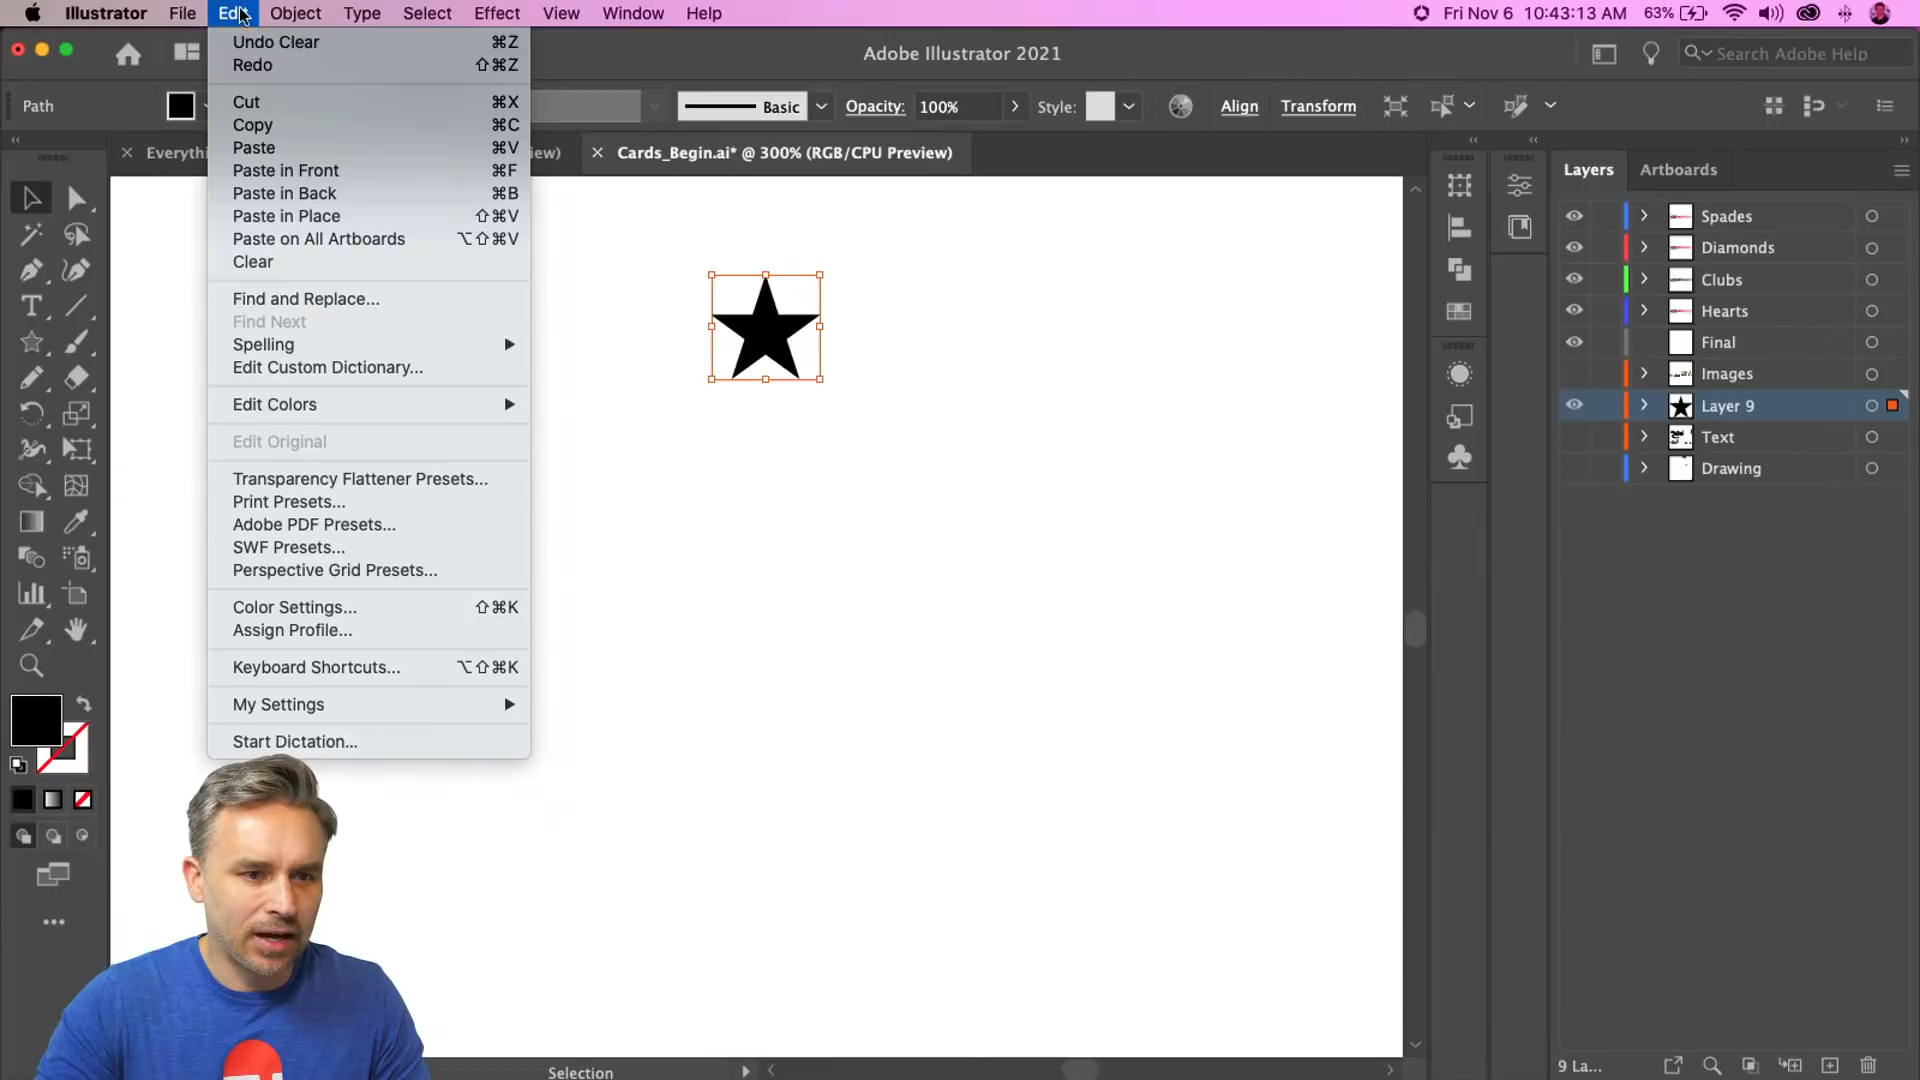 Illustrator File Edit Object Type Select Effect View Window Help Fri Nov 6 10:43:13 AM 63%
Adobe Illustrator 2021
Search Adobe Help
Path
Basic
Opacity: 100%
Style:
Align
Transform
Cards_Begin.ai* @ 300% (RGB/CPU Preview)
Undo Clear ⌘Z
Redo ⇧⌘Z
Cut ⌘X
Copy ⌘C
Paste ⌘V
Paste in Front ⌘F
Paste in Back ⌘B
Paste in Place ⇧⌘V
Paste on All Artboards ⌥⇧⌘V
Clear
Find and Replace...
Find Next
Spelling
Edit Custom Dictionary...
Edit Colors
Edit Original
Transparency Flattener Presets...
Print Presets...
Adobe PDF Presets...
SWF Presets...
Perspective Grid Presets...
Color Settings... ⇧⌘K
Assign Profile...
Keyboard Shortcuts... ⌥⇧⌘K
My Settings
Start Dictation...
Layers Artboards
Spades
Diamonds
Clubs
Hearts
Final
Images
Layer 9
Text
Drawing
9 La...
Selection